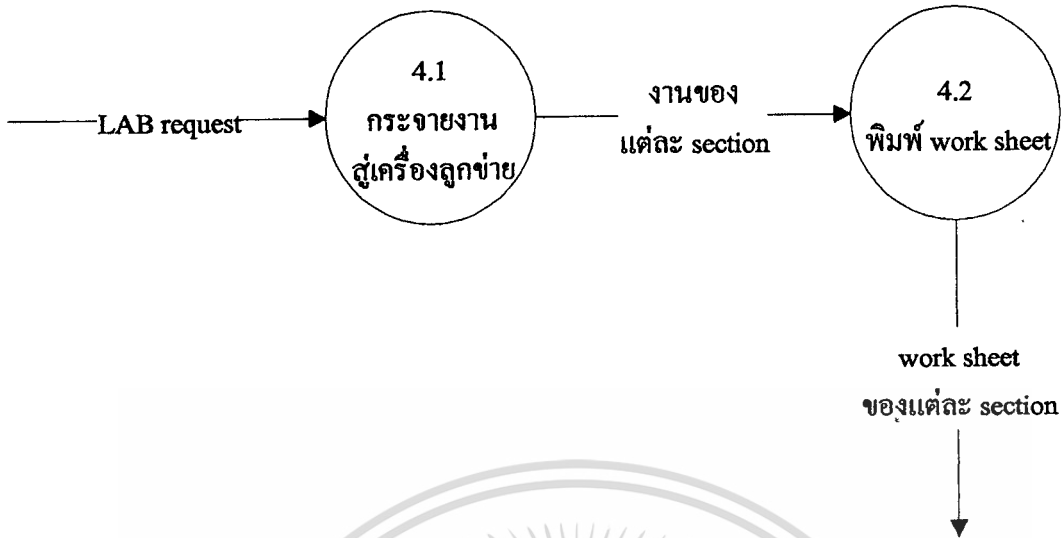 LAB request
4.1
กระจายงาน
สู่เครื่องลูกข่าย
งานของ
แต่ละ section
4.2
พิมพ์ work sheet
work sheet
ของแต่ละ section